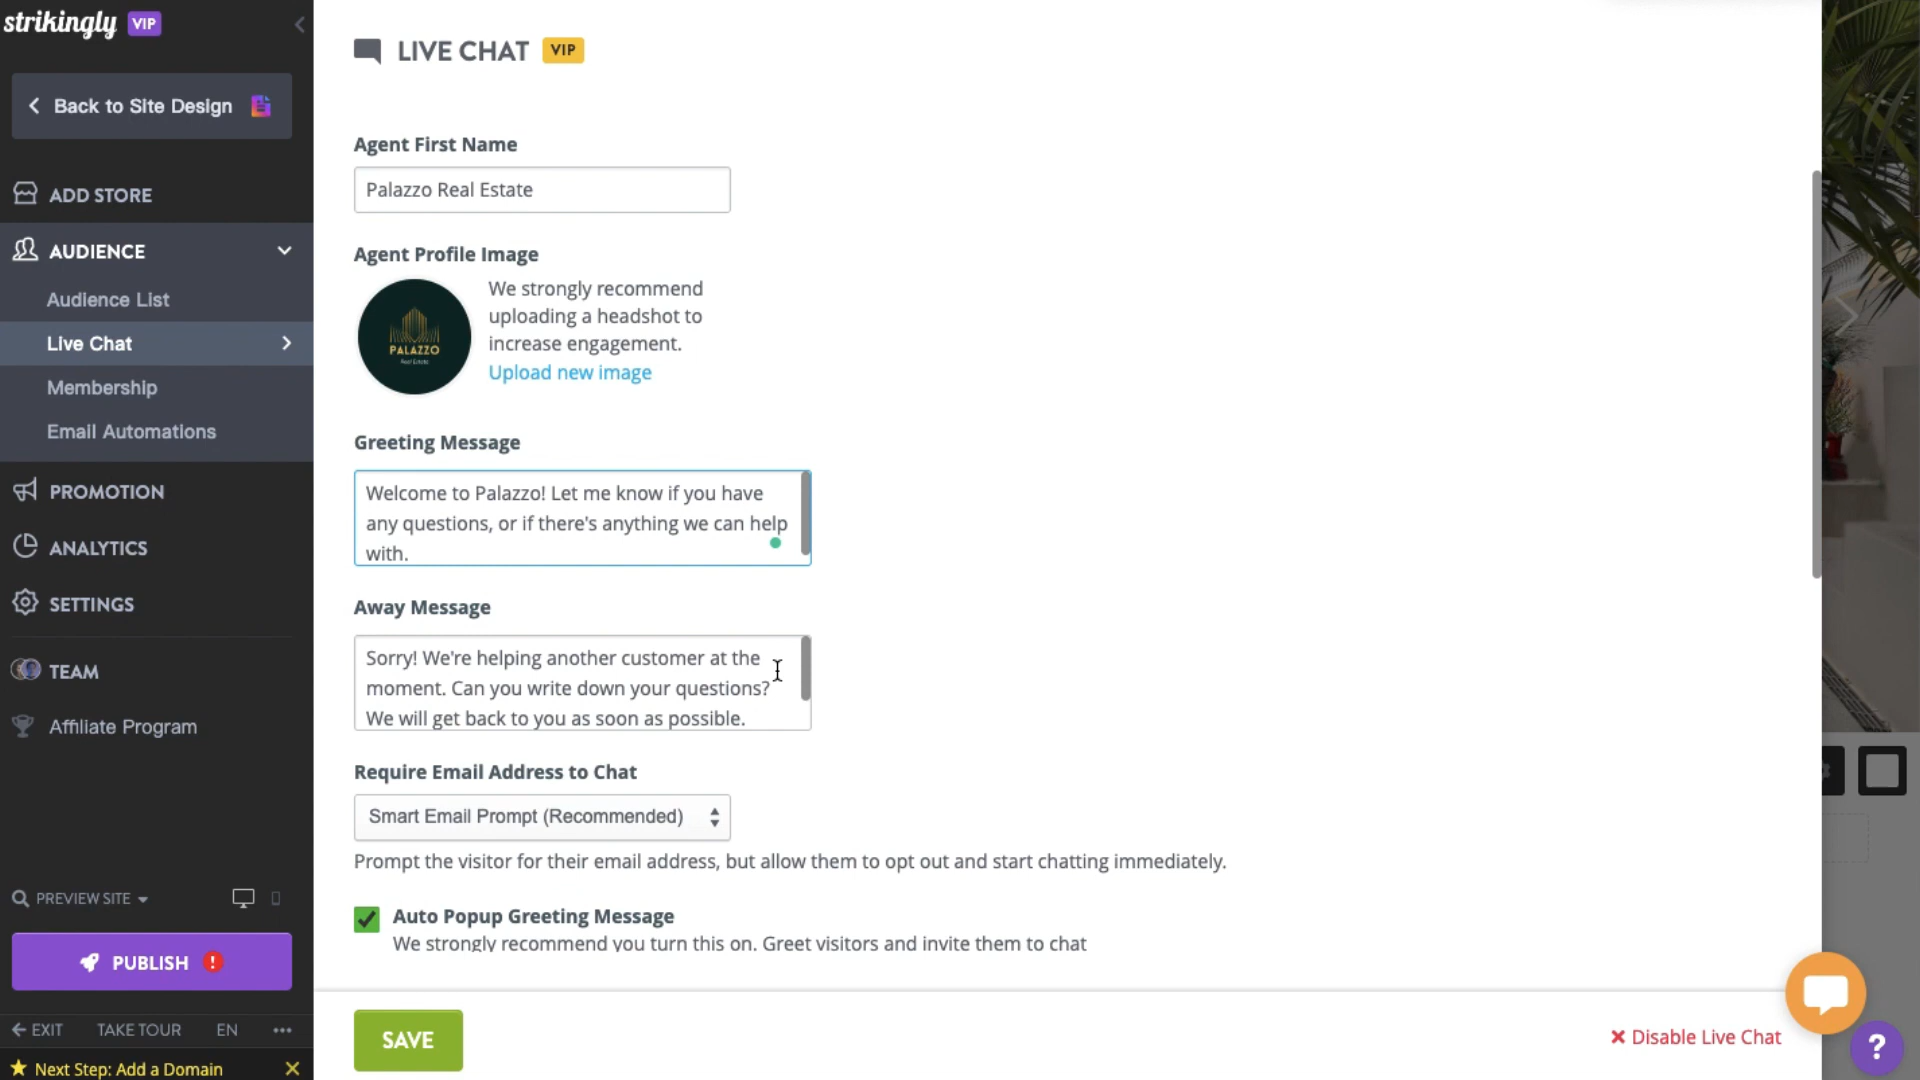 strikingly VIP
Back to Site Design
ADD STORE
AUDIENCE
Audience List
Live Chat
Membership
Email Automations
PROMOTION
ANALYTICS
SETTINGS
TEAM
Affiliate Program
PREVIEW SITE
PUBLISH !
EXIT TAKE TOUR EN •••
Next Step: Add a Domain
LIVE CHAT VIP
Agent First Name
Palazzo Real Estate
Agent Profile Image
PALAZZO
Real Estate
We strongly recommend
uploading a headshot to
increase engagement.
Upload new image
Greeting Message
Welcome to Palazzo! Let me know if you have
any questions, or if there's anything we can help
with.
Away Message
Sorry! We're helping another customer at the
moment. Can you write down your questions?
We will get back to you as soon as possible.
Require Email Address to Chat
Smart Email Prompt (Recommended)
Prompt the visitor for their email address, but allow them to opt out and start chatting immediately.
Auto Popup Greeting Message
We strongly recommend you turn this on. Greet visitors and invite them to chat
SAVE
Disable Live Chat
?